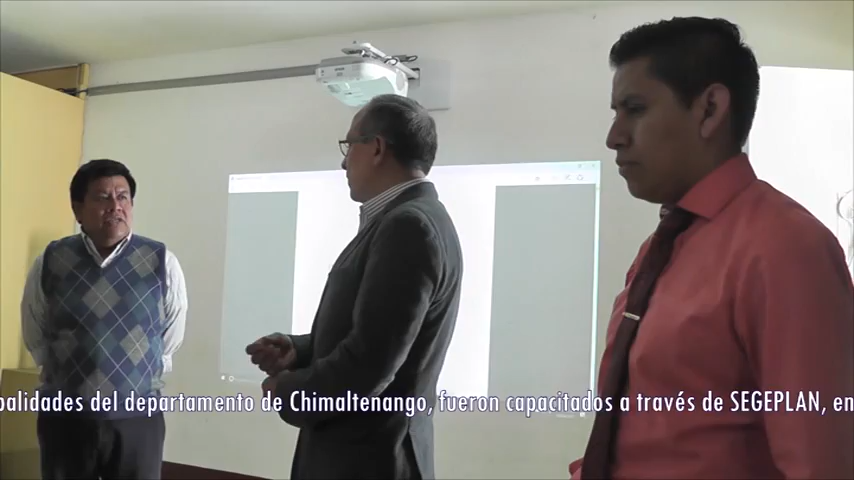 palidades del departamento de Chimaltenango, fueron capacitados a través de SEGEPLAN, en